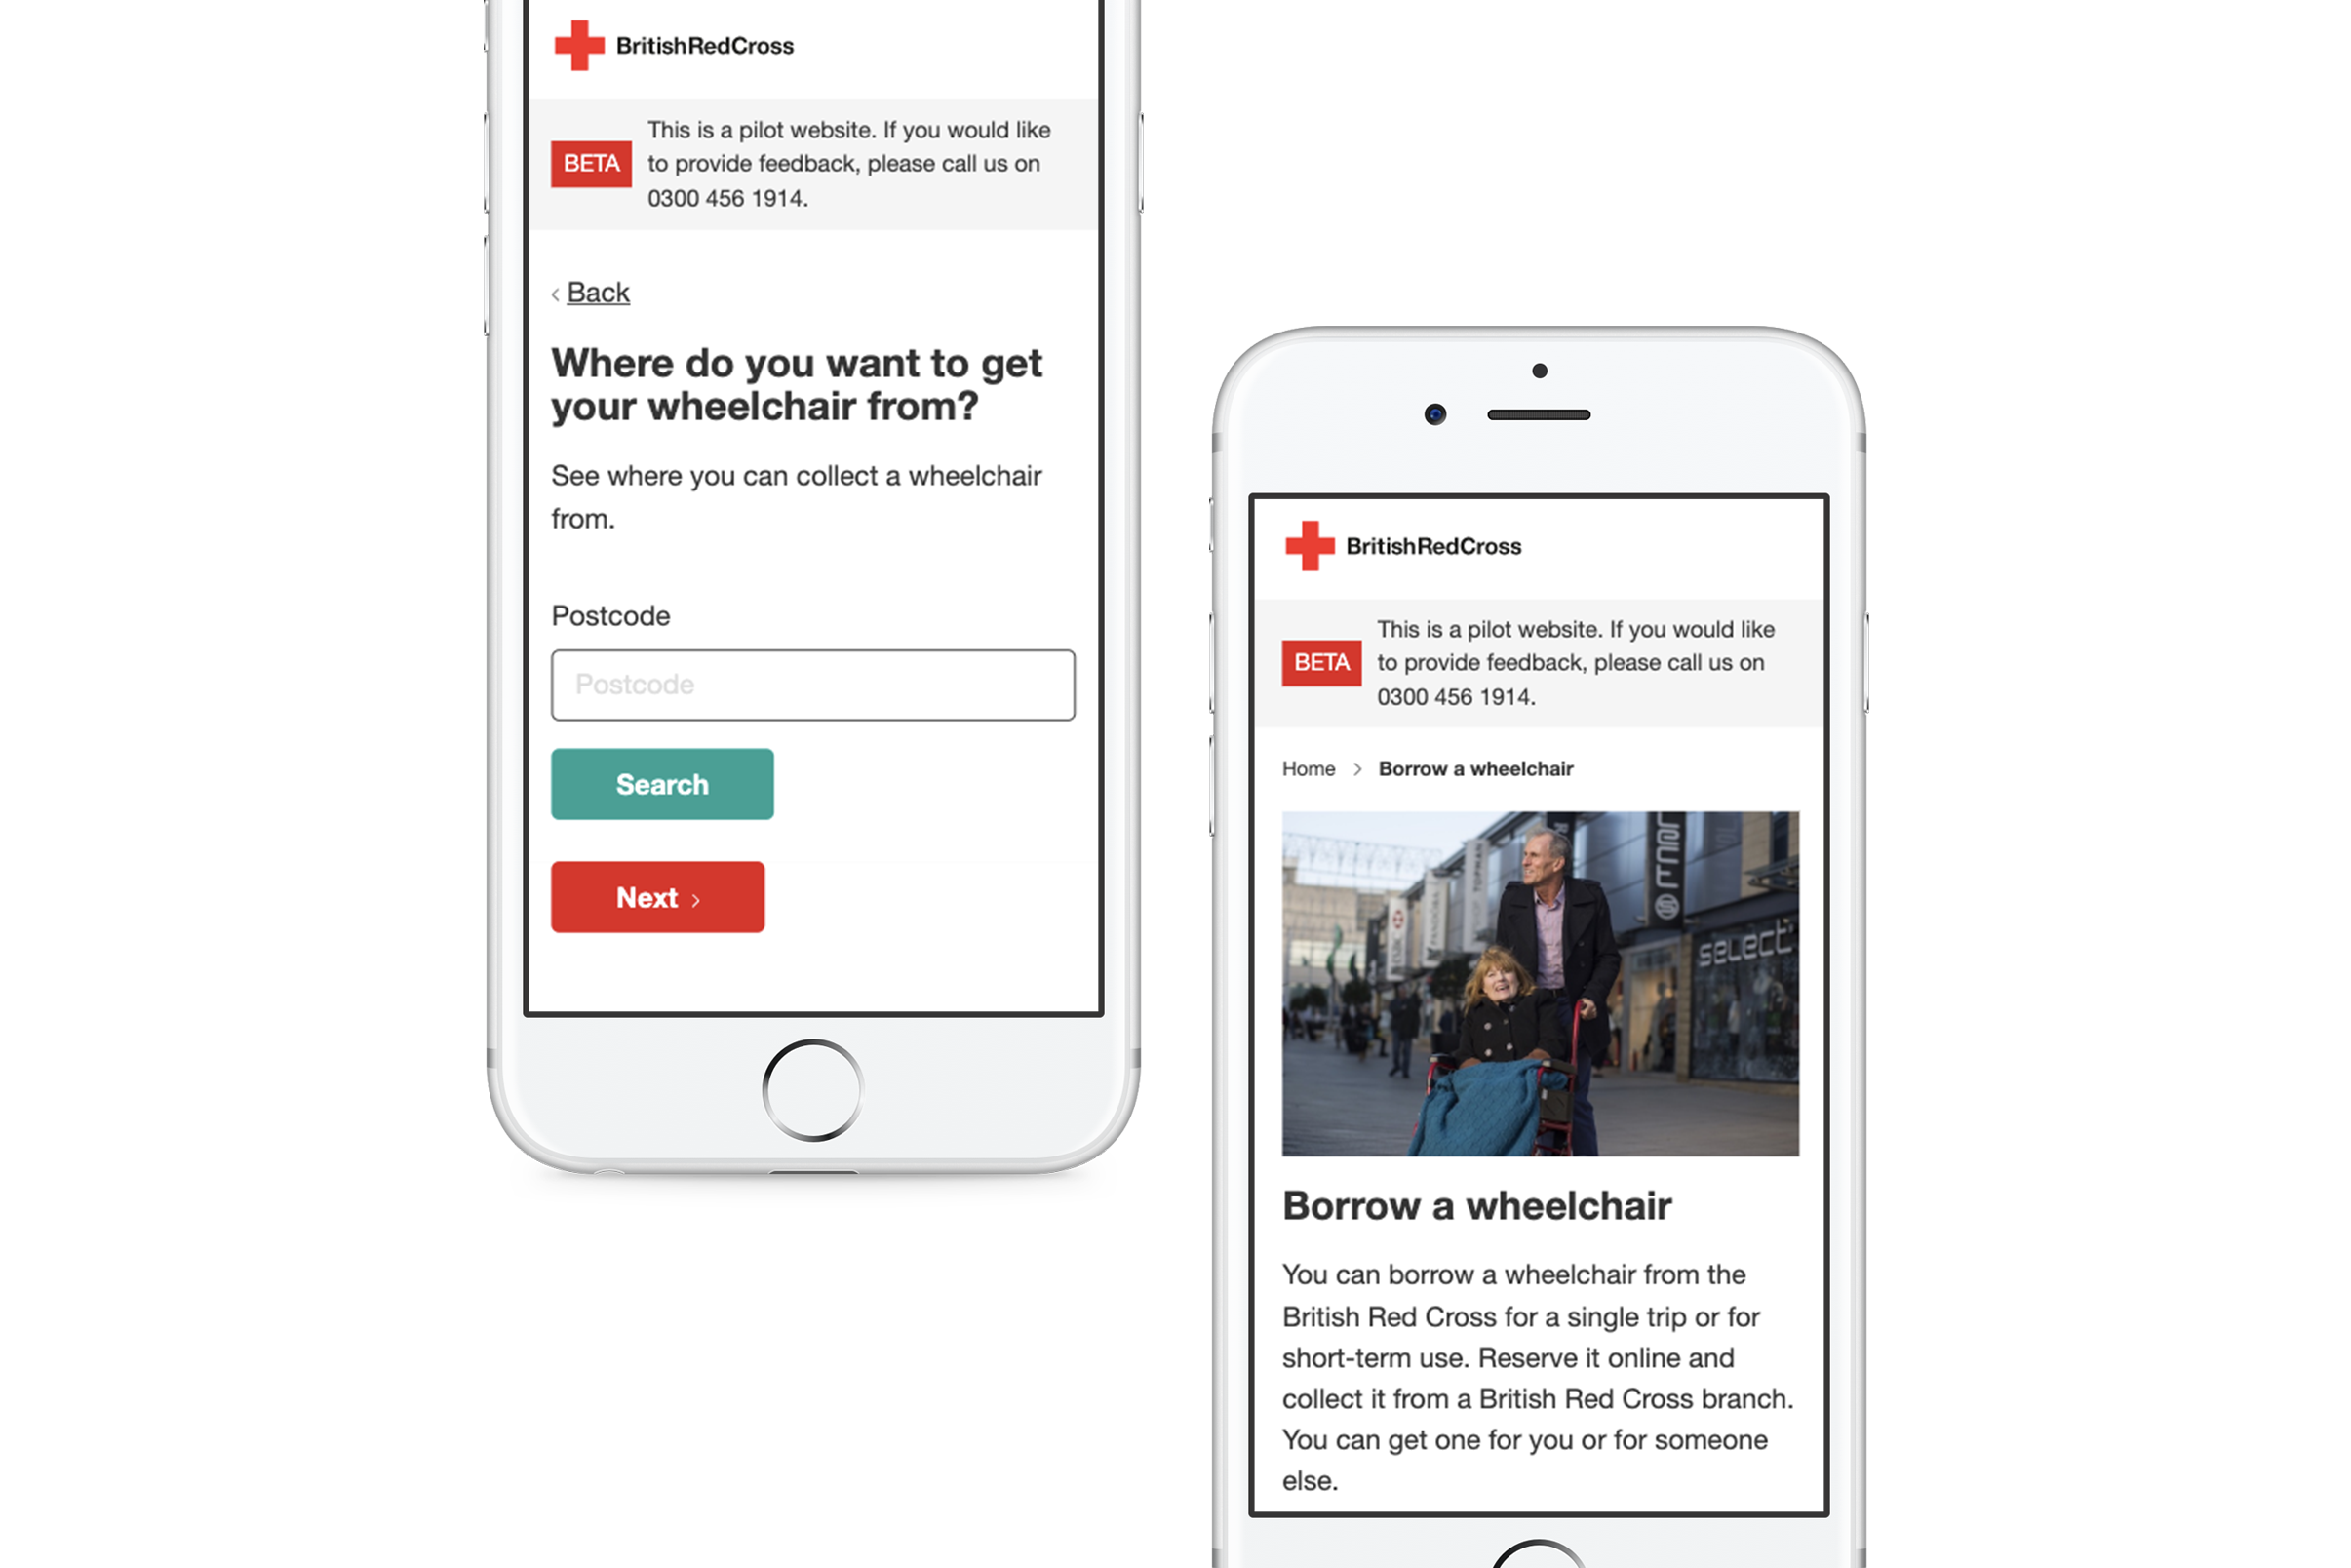 BritishRedCross
BETA
This is a pilot website. If you would like
to provide feedback, please call us on
0300 456 1914.
‹ Back
Where do you want to get
your wheelchair from?
See where you can collect a wheelchair
from.
Postcode
Postcode
Search
Next ›
BritishRedCross
BETA
This is a pilot website. If you would like
to provide feedback, please call us on
0300 456 1914.
Home > Borrow a wheelchair
TOPMAN
PANDORA
select
Borrow a wheelchair
You can borrow a wheelchair from the
British Red Cross for a single trip or for
short-term use. Reserve it online and
collect it from a British Red Cross branch.
You can get one for you or for someone
else.